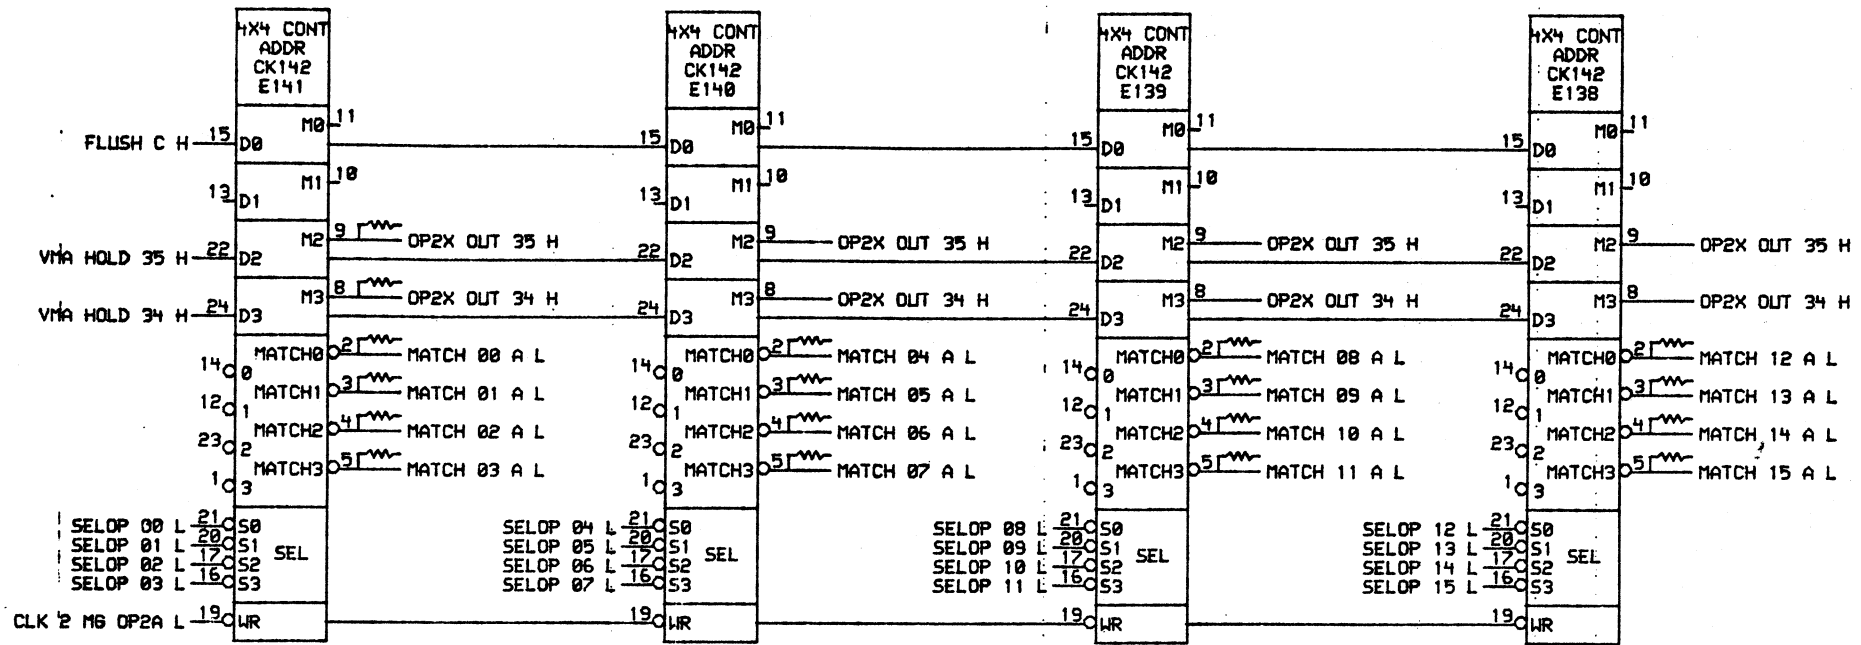 4X4 CONT
ADDR
CK142
E141
FLUSH C H 15 D0 M0 11
13 D1 M1 10
VMA HOLD 35 H 22 D2 M2 9 OP2X OUT 35 H
VMA HOLD 34 H 24 D3 M3 8 OP2X OUT 34 H
MATCH0 2 MATCH 00 A L
14 0
MATCH1 3 MATCH 01 A L
12 1
MATCH2 4 MATCH 02 A L
23 2
MATCH3 5 MATCH 03 A L
1 3
SELOP 00 L 21 S0
SELOP 01 L 20 S1 SEL
SELOP 02 L 17 S2
SELOP 03 L 16 S3
CLK 2 MG OP2A L 19 WR
4X4 CONT
ADDR
CK142
E140
15 D0 M0 11
13 D1 M1 10
22 D2 M2 9 OP2X OUT 35 H
24 D3 M3 8 OP2X OUT 34 H
MATCH0 2 MATCH 04 A L
14 0
MATCH1 3 MATCH 05 A L
12 1
MATCH2 4 MATCH 06 A L
23 2
MATCH3 5 MATCH 07 A L
1 3
SELOP 04 L 21 S0
SELOP 05 L 20 S1 SEL
SELOP 06 L 17 S2
SELOP 07 L 16 S3
19 WR
4X4 CONT
ADDR
CK142
E139
15 D0 M0 11
13 D1 M1 10
22 D2 M2 9 OP2X OUT 35 H
24 D3 M3 8 OP2X OUT 34 H
MATCH0 2 MATCH 08 A L
14 0
MATCH1 3 MATCH 09 A L
12 1
MATCH2 4 MATCH 10 A L
23 2
MATCH3 5 MATCH 11 A L
1 3
SELOP 08 L 21 S0
SELOP 09 L 20 S1 SEL
SELOP 10 L 17 S2
SELOP 11 L 16 S3
19 WR
4X4 CONT
ADDR
CK142
E138
15 D0 M0 11
13 D1 M1 10
22 D2 M2 9 OP2X OUT 35 H
24 D3 M3 8 OP2X OUT 34 H
MATCH0 2 MATCH 12 A L
14 0
MATCH1 3 MATCH 13 A L
12 1
MATCH2 4 MATCH 14 A L
23 2
MATCH3 5 MATCH 15 A L
1 3
SELOP 12 L 21 S0
SELOP 13 L 20 S1 SEL
SELOP 14 L 17 S2
SELOP 15 L 16 S3
19 WR